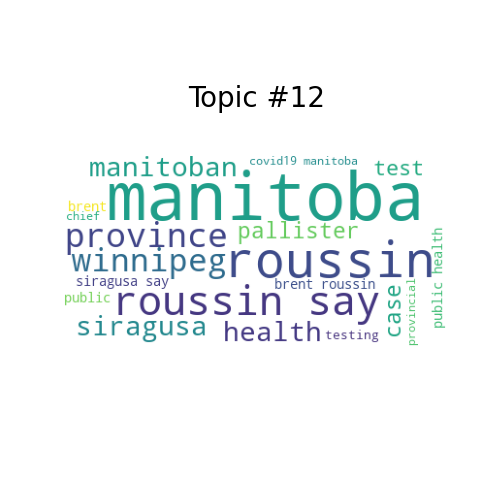 Topic #12
manitoban
covid19 manitoba
test
manitoba
brent
chief
province
pallister
winnipeg
roussin
siragusa say
brent roussin
public
roussin say
case
provincial
public health
siragusa
health
testing